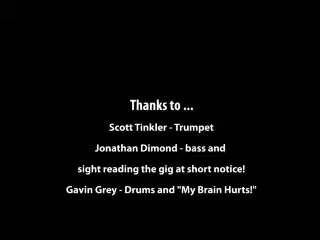 Thanks to ...
Scott Tinkler - Trumpet
Jonathan Dimond - bass and
sight reading the gig at short notice!
Gavin Grey - Drums and "My Brain Hurts!"